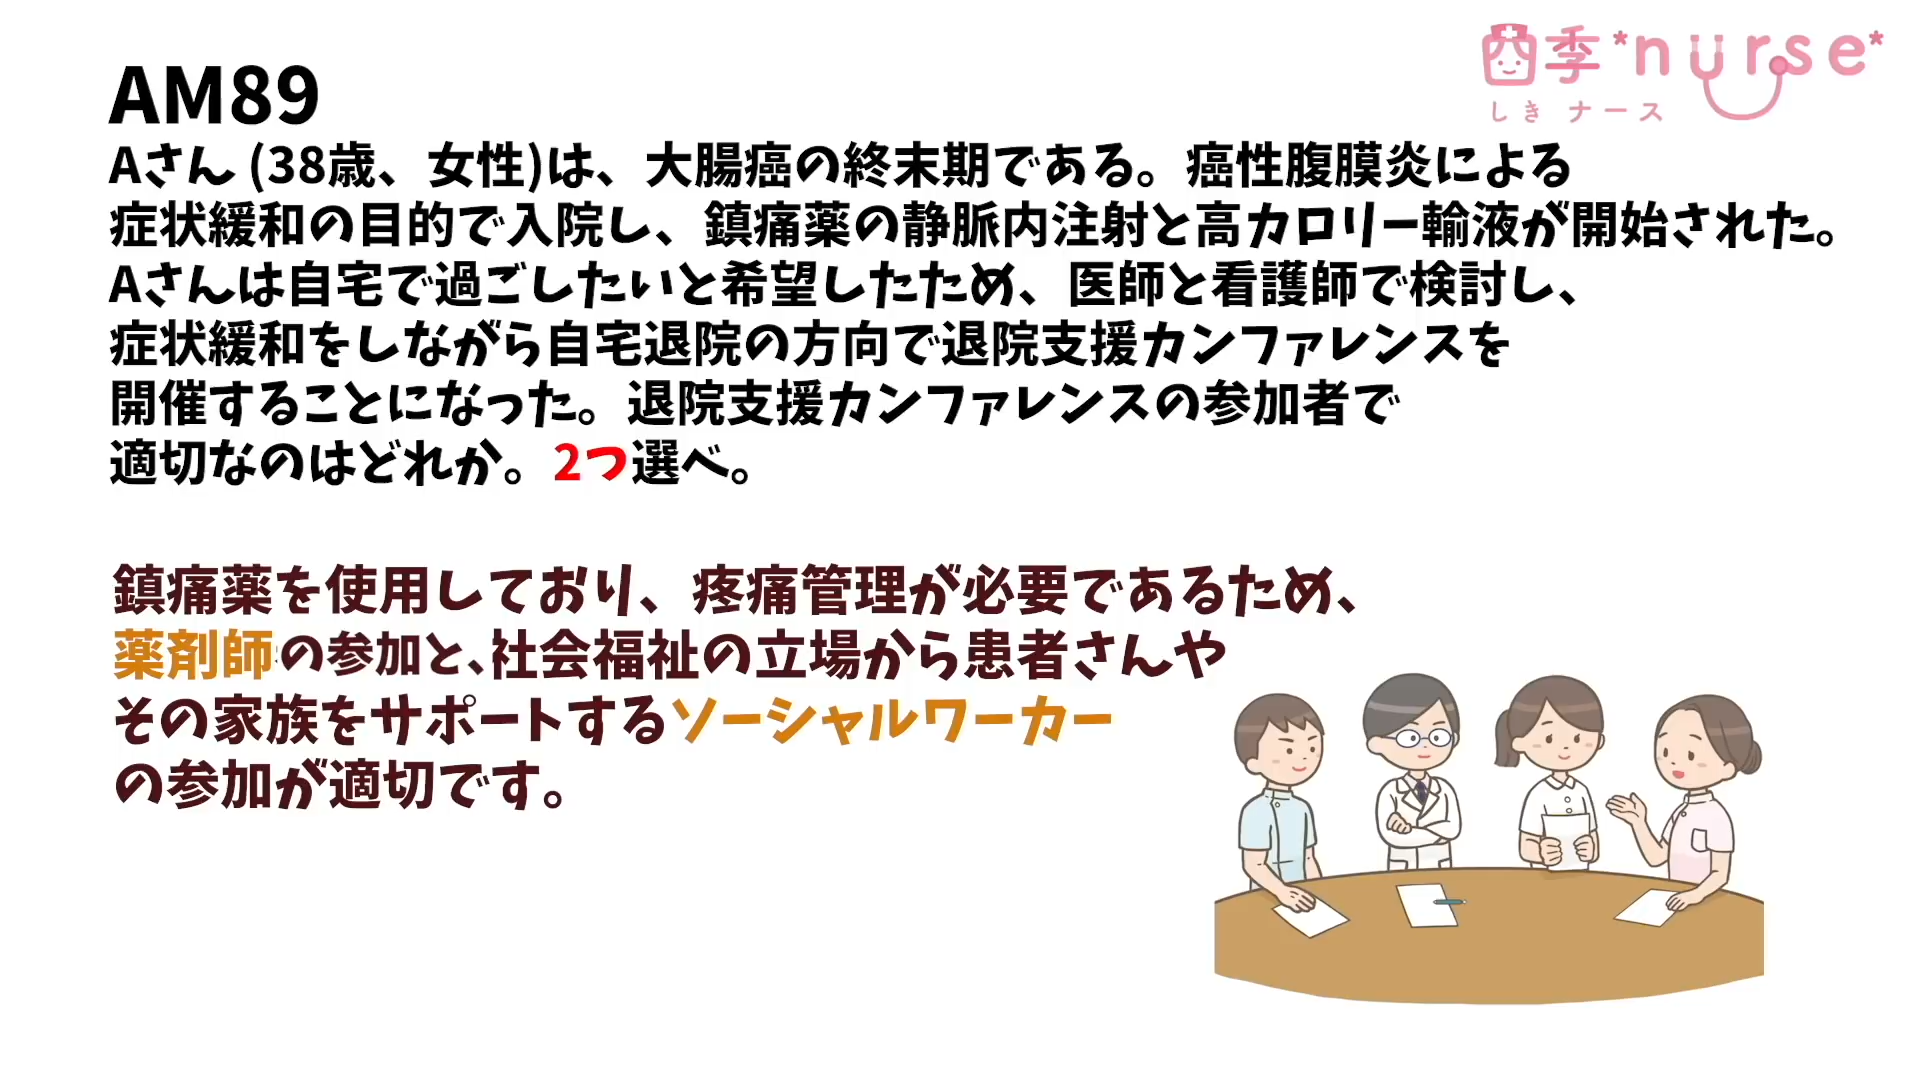 四季*nurse*
しき ナース
AM89
Aさん (38歳、女性)は、大腸癌の終末期である。癌性腹膜炎による
症状緩和の目的で入院し、鎮痛薬の静脈内注射と高カロリー輸液が開始された。
Aさんは自宅で過ごしたいと希望したため、医師と看護師で検討し、
症状緩和をしながら自宅退院の方向で退院支援カンファレンスを
開催することになった。退院支援カンファレンスの参加者で
適切なのはどれか。2つ選べ。
鎮痛薬を使用しており、疼痛管理が必要であるため、
薬剤師の参加と、社会福祉の立場から患者さんや
その家族をサポートするソーシャルワーカー
の参加が適切です。